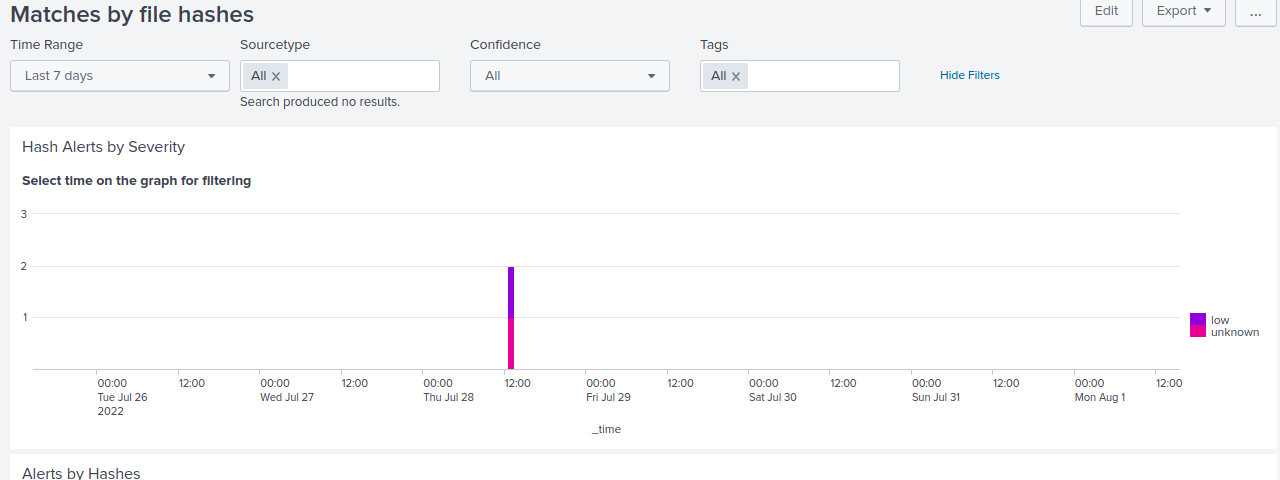 Matches by file hashes
Edit
Export
...
Time Range
Sourcetype
Confidence
Tags
Last 7 days
All ×
All
All ×
Hide Filters
Search produced no results.
Hash Alerts by Severity
Select time on the graph for filtering
3
2
1
low
unknown
00:00 12:00 00:00 12:00 00:00 12:00 00:00 12:00 00:00 12:00 00:00 12:00 00:00 12:00
Tue Jul 26 Wed Jul 27 Thu Jul 28 Fri Jul 29 Sat Jul 30 Sun Jul 31 Mon Aug 1
2022
_time
Alerts by Hashes